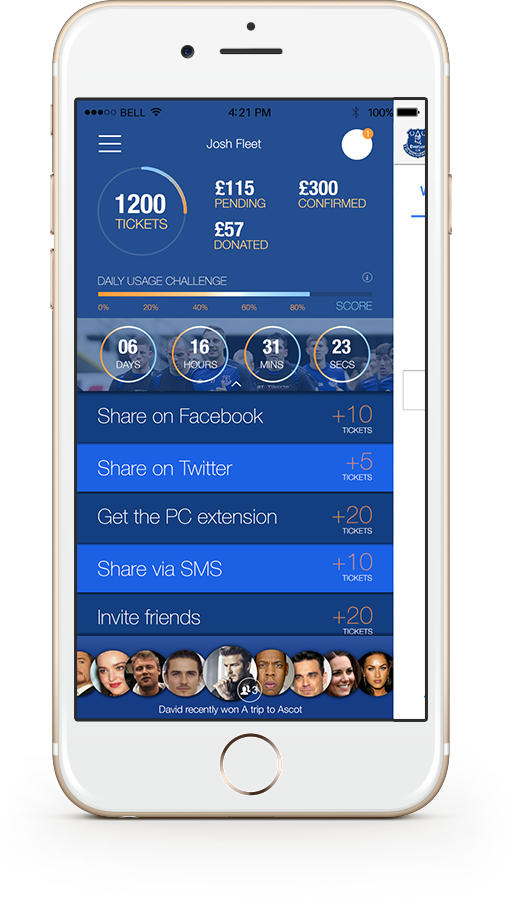 BELL 4:21 PM 100%
Josh Fleet
1
1200
TICKETS
£115
PENDING
£300
CONFIRMED
£57
DONATED
DAILY USAGE CHALLENGE
0% 20% 40% 60% 80% SCORE
06
DAYS
16
HOURS
31
MINS
23
SECS
Share on Facebook +10
TICKETS
Share on Twitter +5
TICKETS
Get the PC extension +20
TICKETS
Share via SMS +10
TICKETS
Invite friends +20
TICKETS
3
David recently won A trip to Ascot